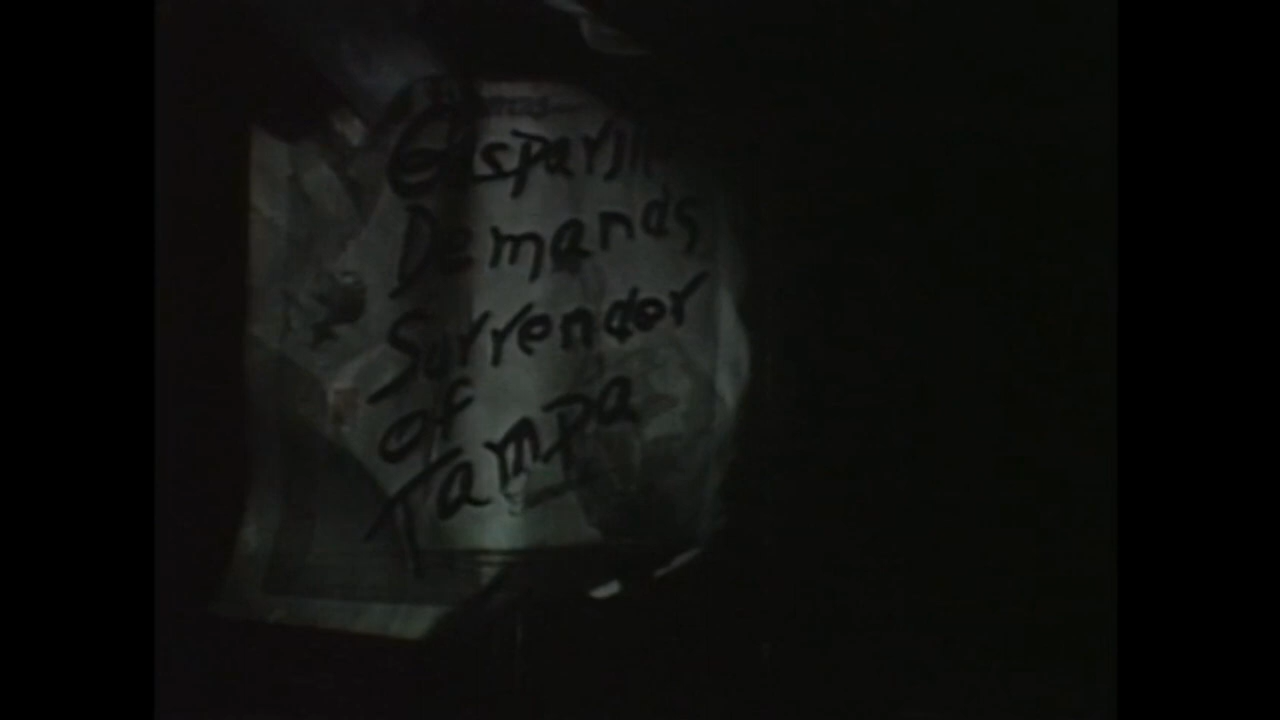 Gasparilla
Demands
Surrender
of
Tampa